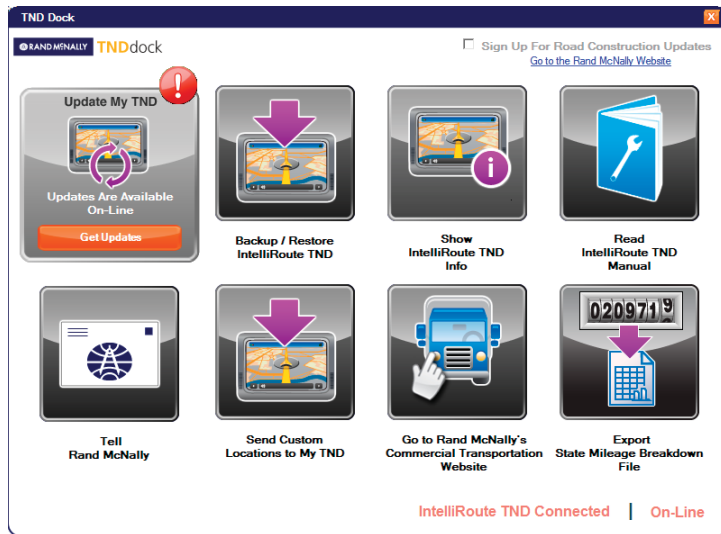 TND Dock
X
RAND MCNALLY TNDdock
Sign Up For Road Construction Updates
Go to the Rand McNally Website
!
Update My TND
Updates Are Available
On-Line
Get Updates
Backup / Restore
IntelliRoute TND
i
Show
IntelliRoute TND
Info
Read
IntelliRoute TND
Manual
Tell
Rand McNally
Send Custom
Locations to My TND
Go to Rand McNally's
Commercial Transportation
Website
020971
Export
State Mileage Breakdown
File
IntelliRoute TND Connected | On-Line